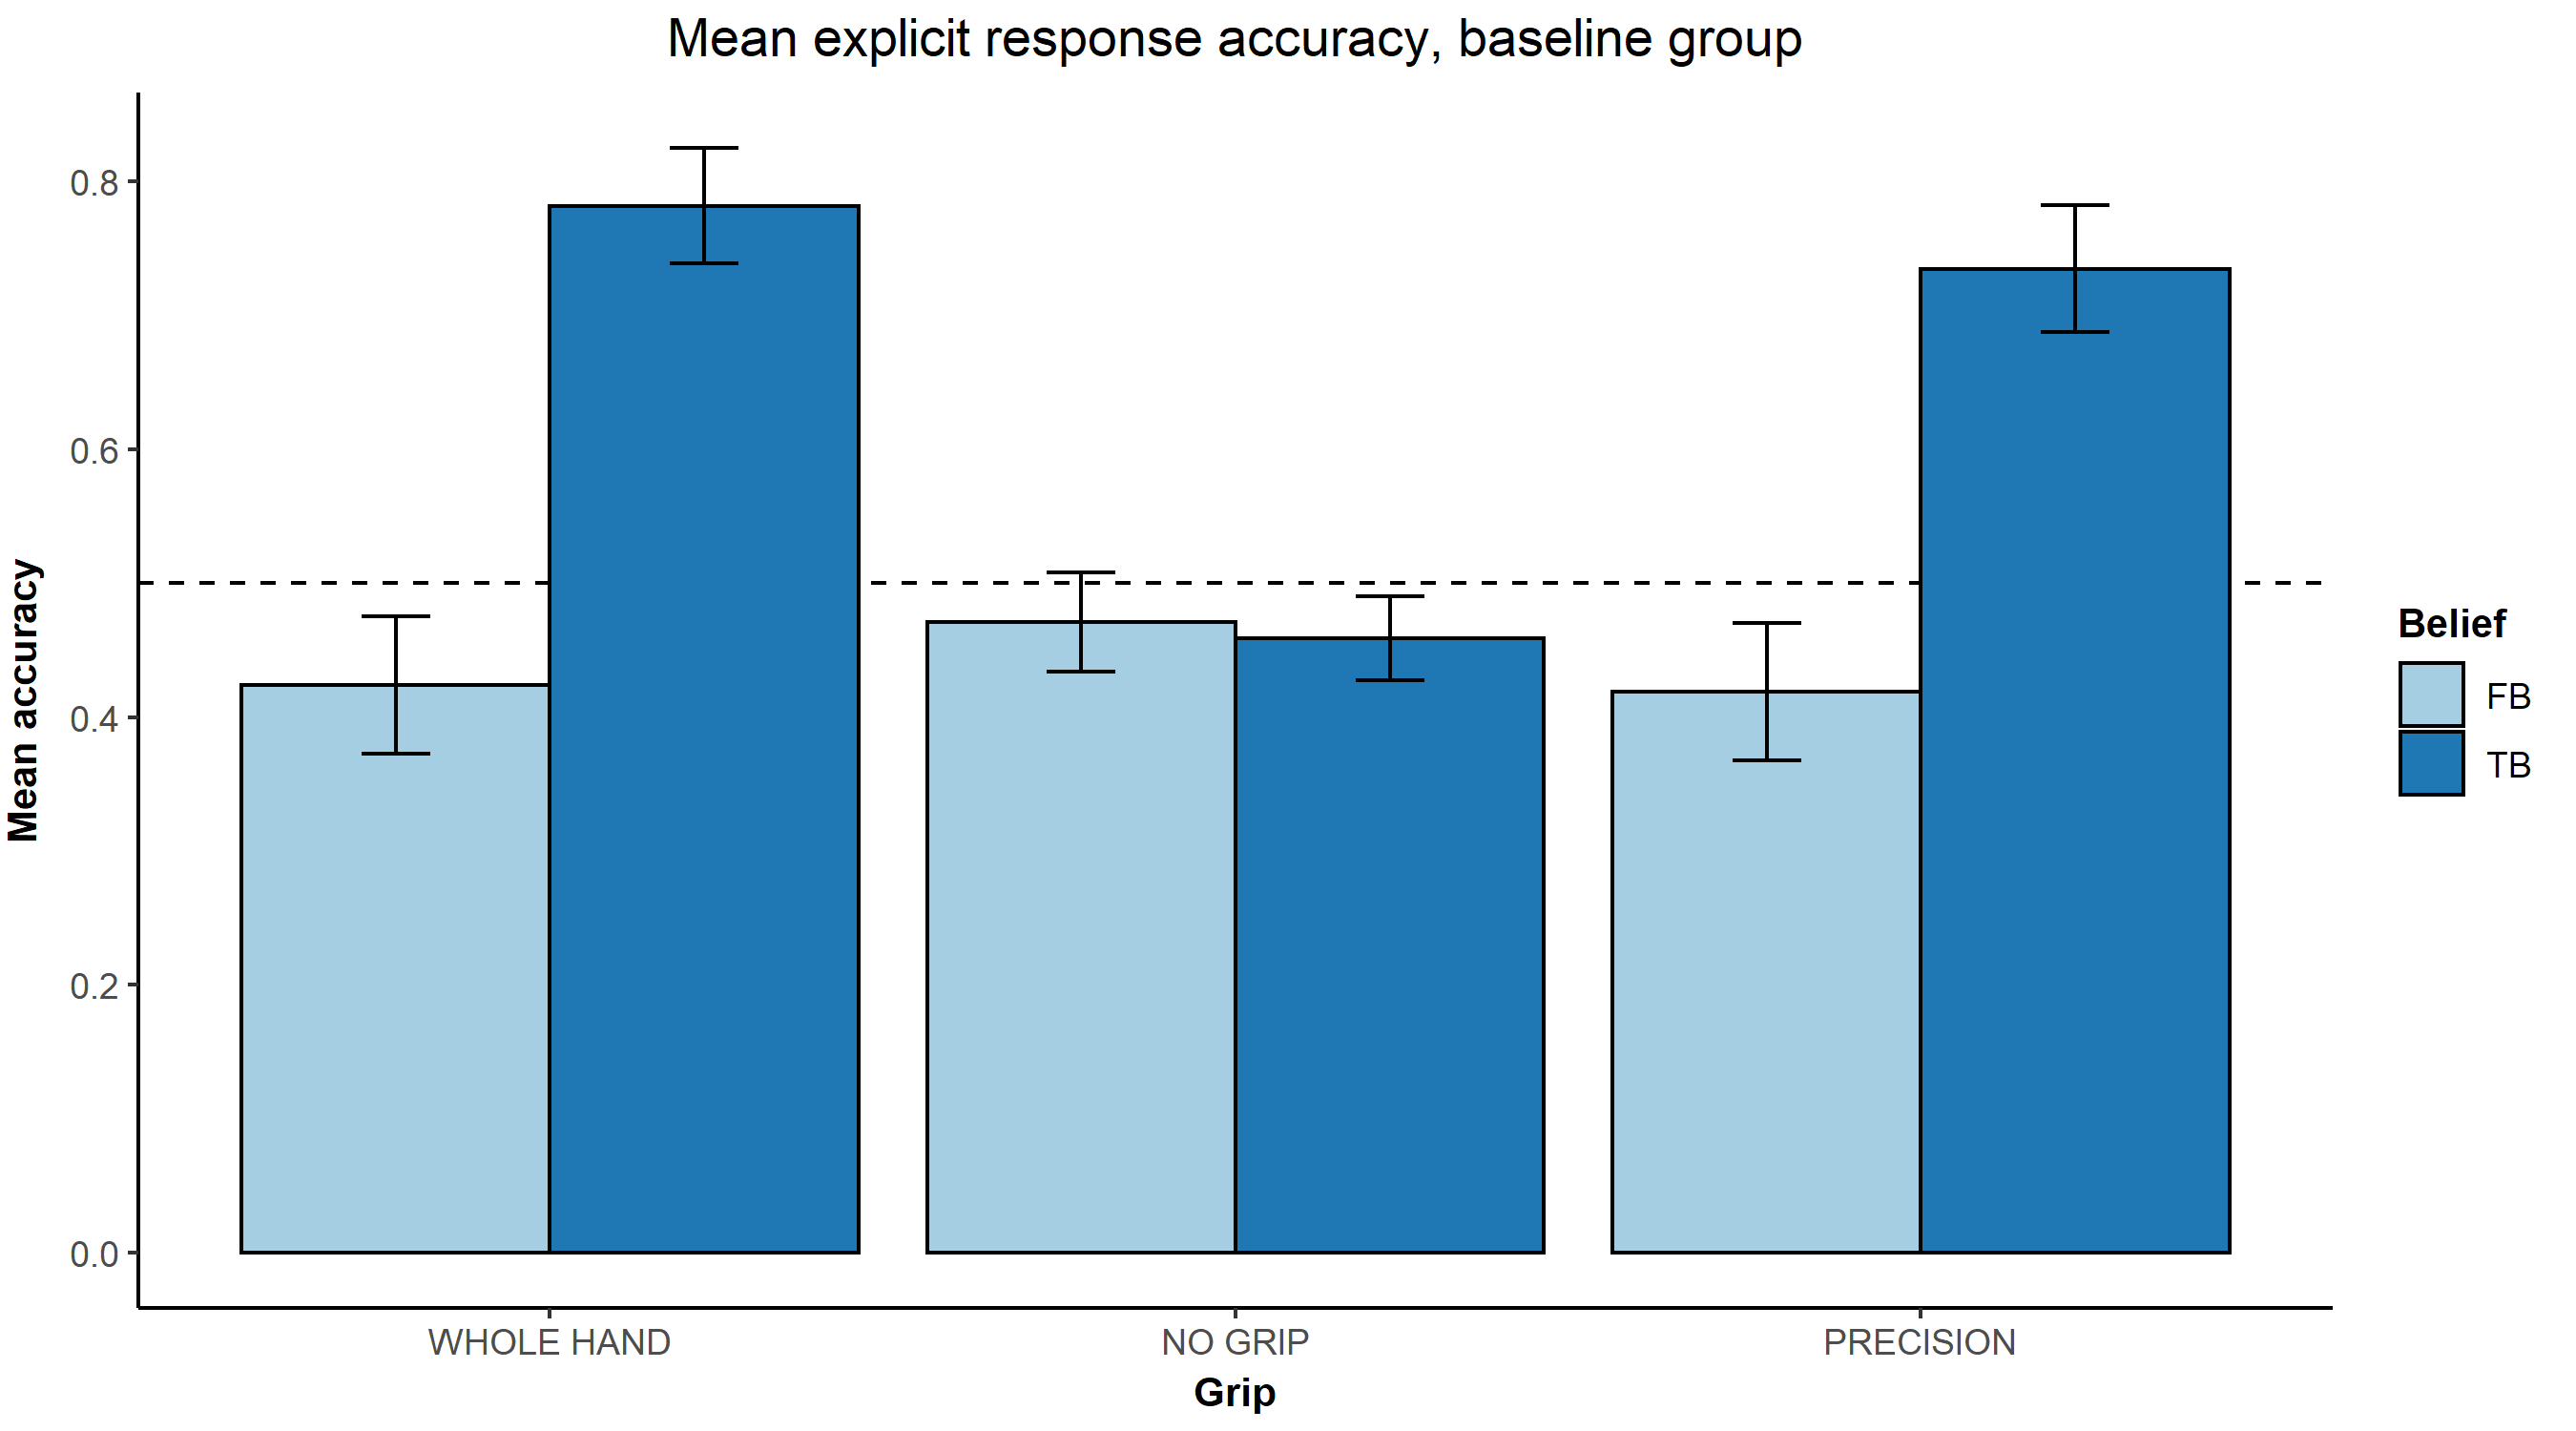 Mean explicit response accuracy, baseline group
Mean accuracy
0.8
0.6
0.4
0.2
0.0
WHOLE HAND
NO GRIP
PRECISION
Grip
Belief
FB
TB